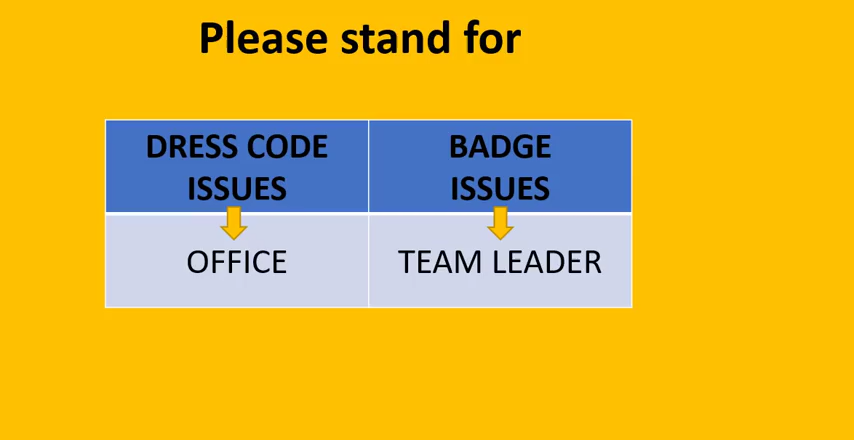 Please stand for
DRESS CODE
ISSUES
BADGE
ISSUES
OFFICE
TEAM LEADER